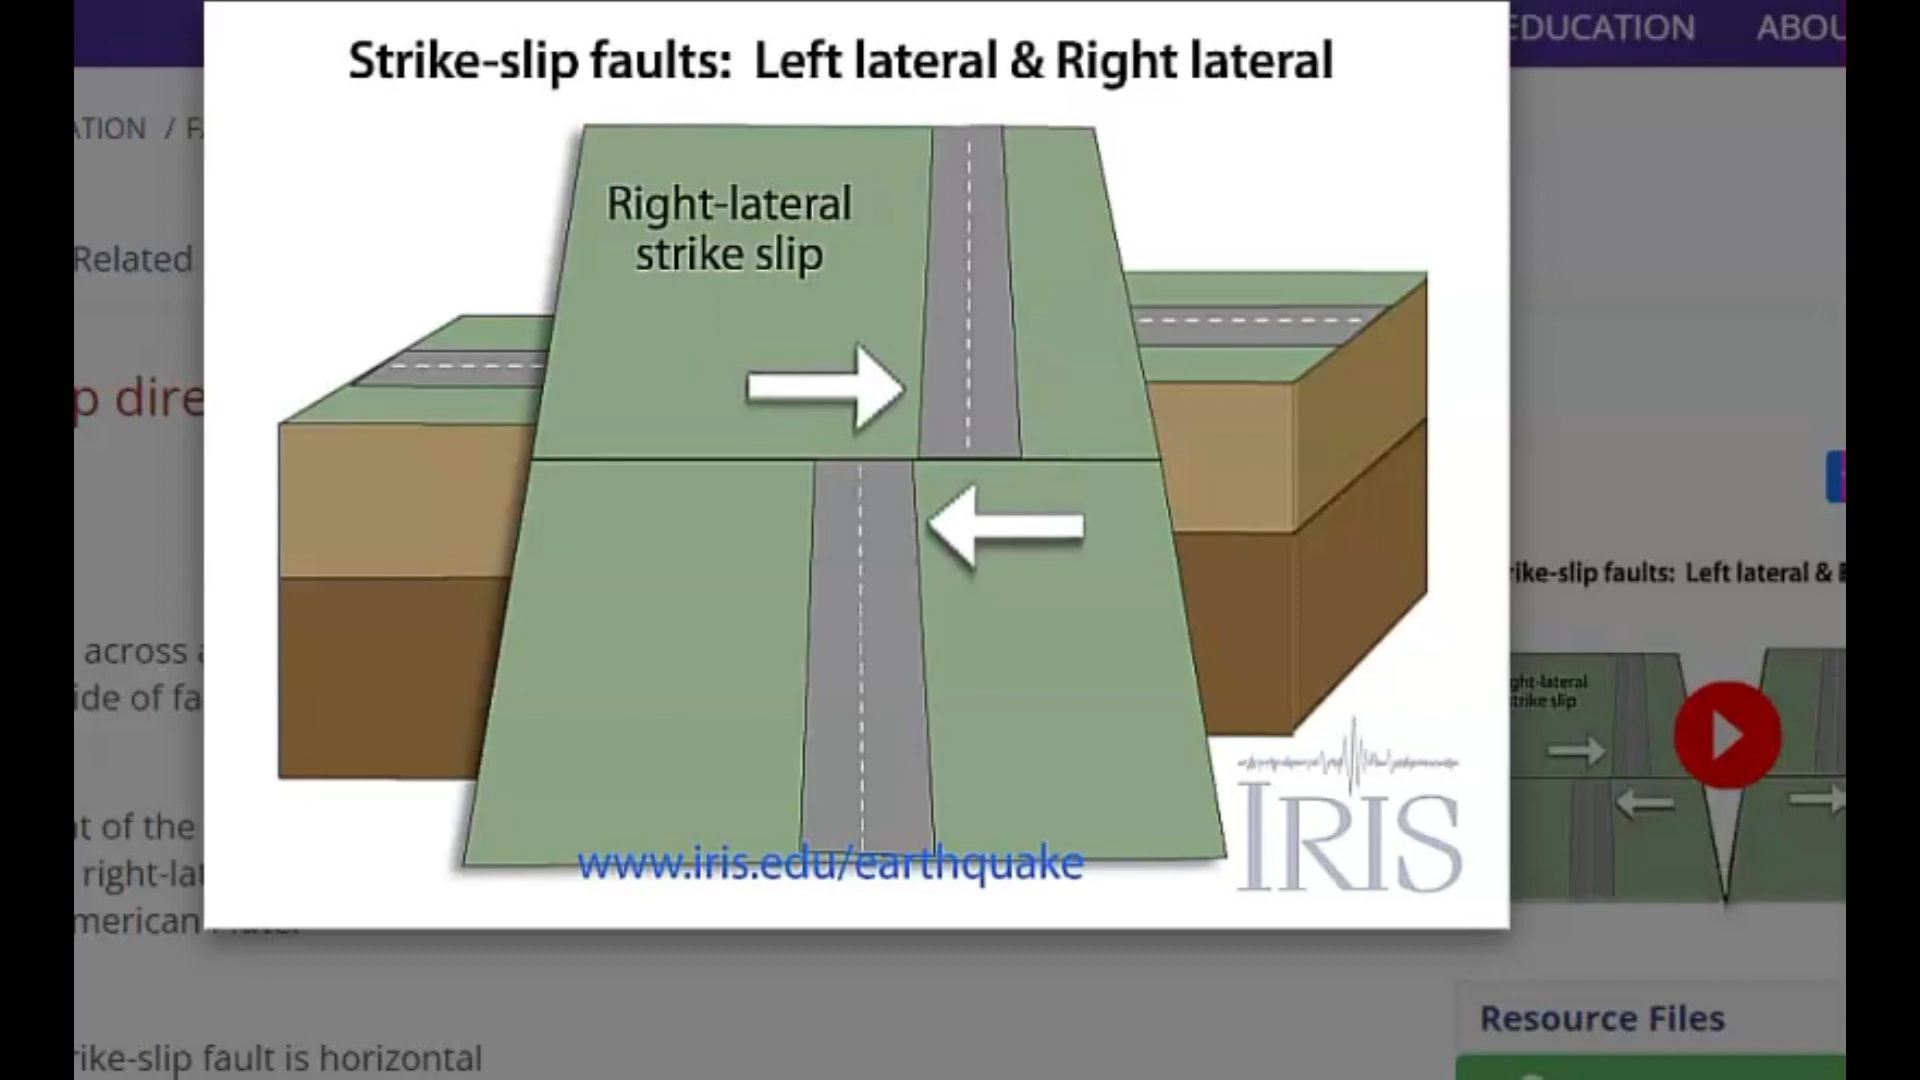 EDUCATION
ABOU
ATION / FA
Strike-slip faults: Left lateral & Right lateral
Right-lateral
strike slip
Related
p dire
across a
ide of fa
t of the
right-lat
merican
www.iris.edu/earthquake
IRIS
rike-slip faults: Left lateral &
ght-lateral
trike slip
Resource Files
ike-slip fault is horizontal